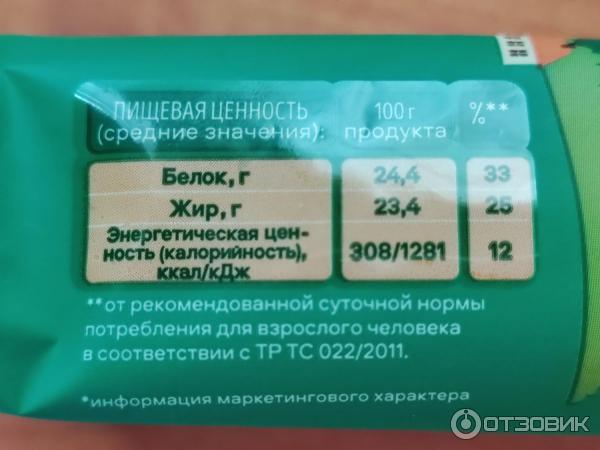 ПИЩЕВАЯ ЦЕННОСТЬ
(средние значения):
100 г
продукта
%**
Белок, г 24,4 33
Жир, г 23,4 25
Энергетическая цен-
ность (калорийность),
ккал/кДж
308/1281 12
**от рекомендованной суточной нормы
потребления для взрослого человека
в соответствии с ТР ТС 022/2011.
*информация маркетингового характера
ОТЗОВИК